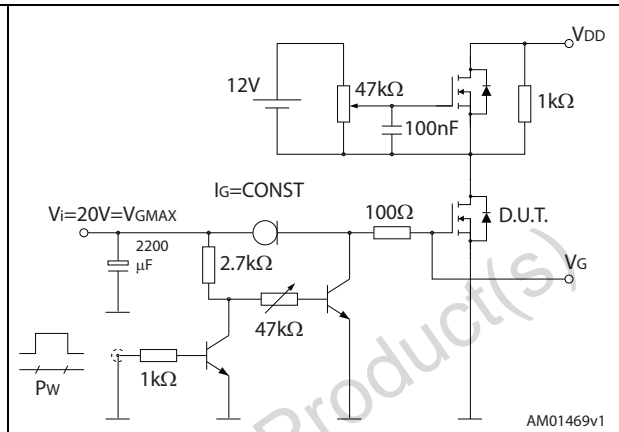 VDD
12V
47kΩ
1kΩ
100nF
IG=CONST
Vi=20V=VGMAX
100Ω
D.U.T.
2200
μF
2.7kΩ
VG
47kΩ
1kΩ
PW
Product(s)
AM01469v1